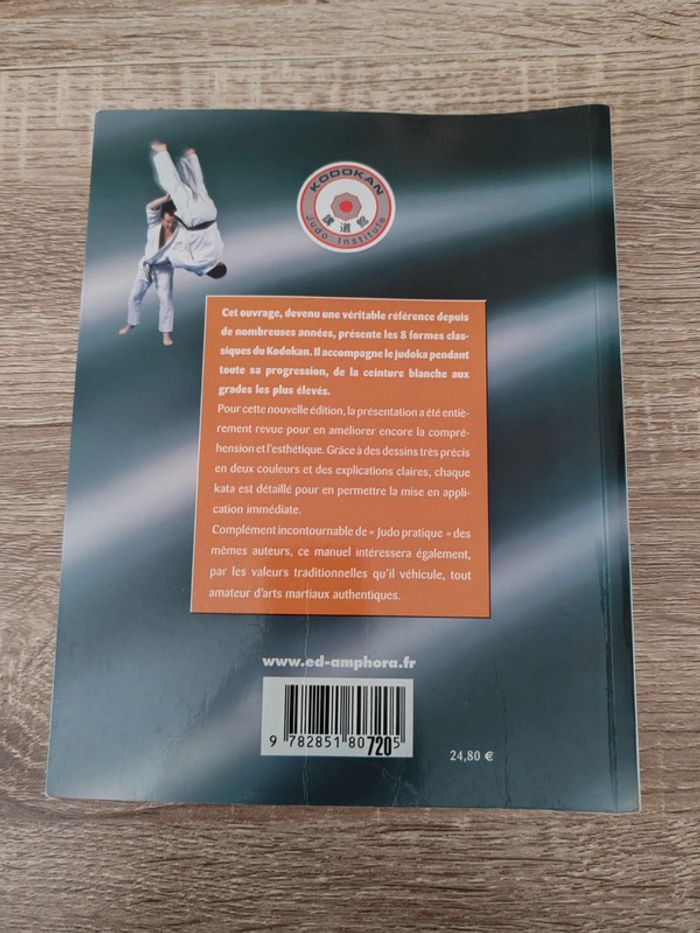 KODOKAN
講道館
Judo Institute
Cet ouvrage, devenu une véritable référence depuis
de nombreuses années, présente les 8 formes clas-
siques du Kodokan. Il accompagne le judoka pendant
toute sa progression, de la ceinture blanche aux
grades les plus élevés.
Pour cette nouvelle édition, la présentation a été entiè-
rement revue pour en améliorer encore la compré-
hension et l'esthétique. Grâce à des dessins très précis
en deux couleurs et des explications claires, chaque
kata est détaillé pour en permettre la mise en appli-
cation immédiate.
Complément incontournable de « Judo pratique » des
mêmes auteurs, ce manuel intéressera également,
par les valeurs traditionnelles qu'il véhicule, tout
amateur d'arts martiaux authentiques.
www.ed-amphora.fr
9 782851 807205
24,80 €